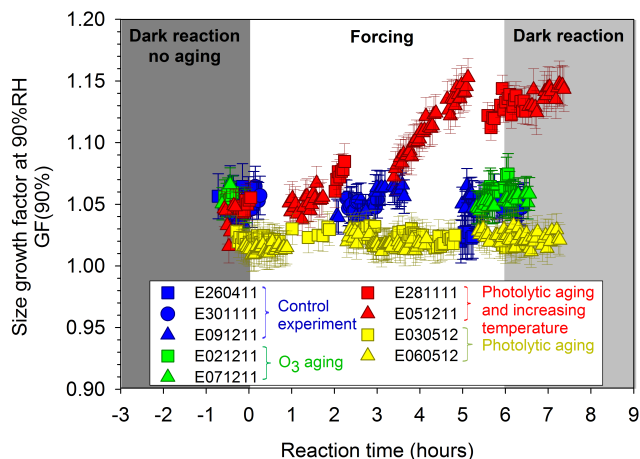 Dark reaction
no aging
Forcing
Dark reaction
1.20
1.15
1.10
1.05
1.00
0.95
0.90
Size growth factor at 90%RH
GF(90%)
E260411
E301111
E091211
Control
experiment
E021211
E071211
O3 aging
E281111
E051211
Photolytic aging
and increasing
temperature
E030512
E060512
Photolytic aging
-3 -2 -1 0 1 2 3 4 5 6 7 8 9
Reaction time (hours)